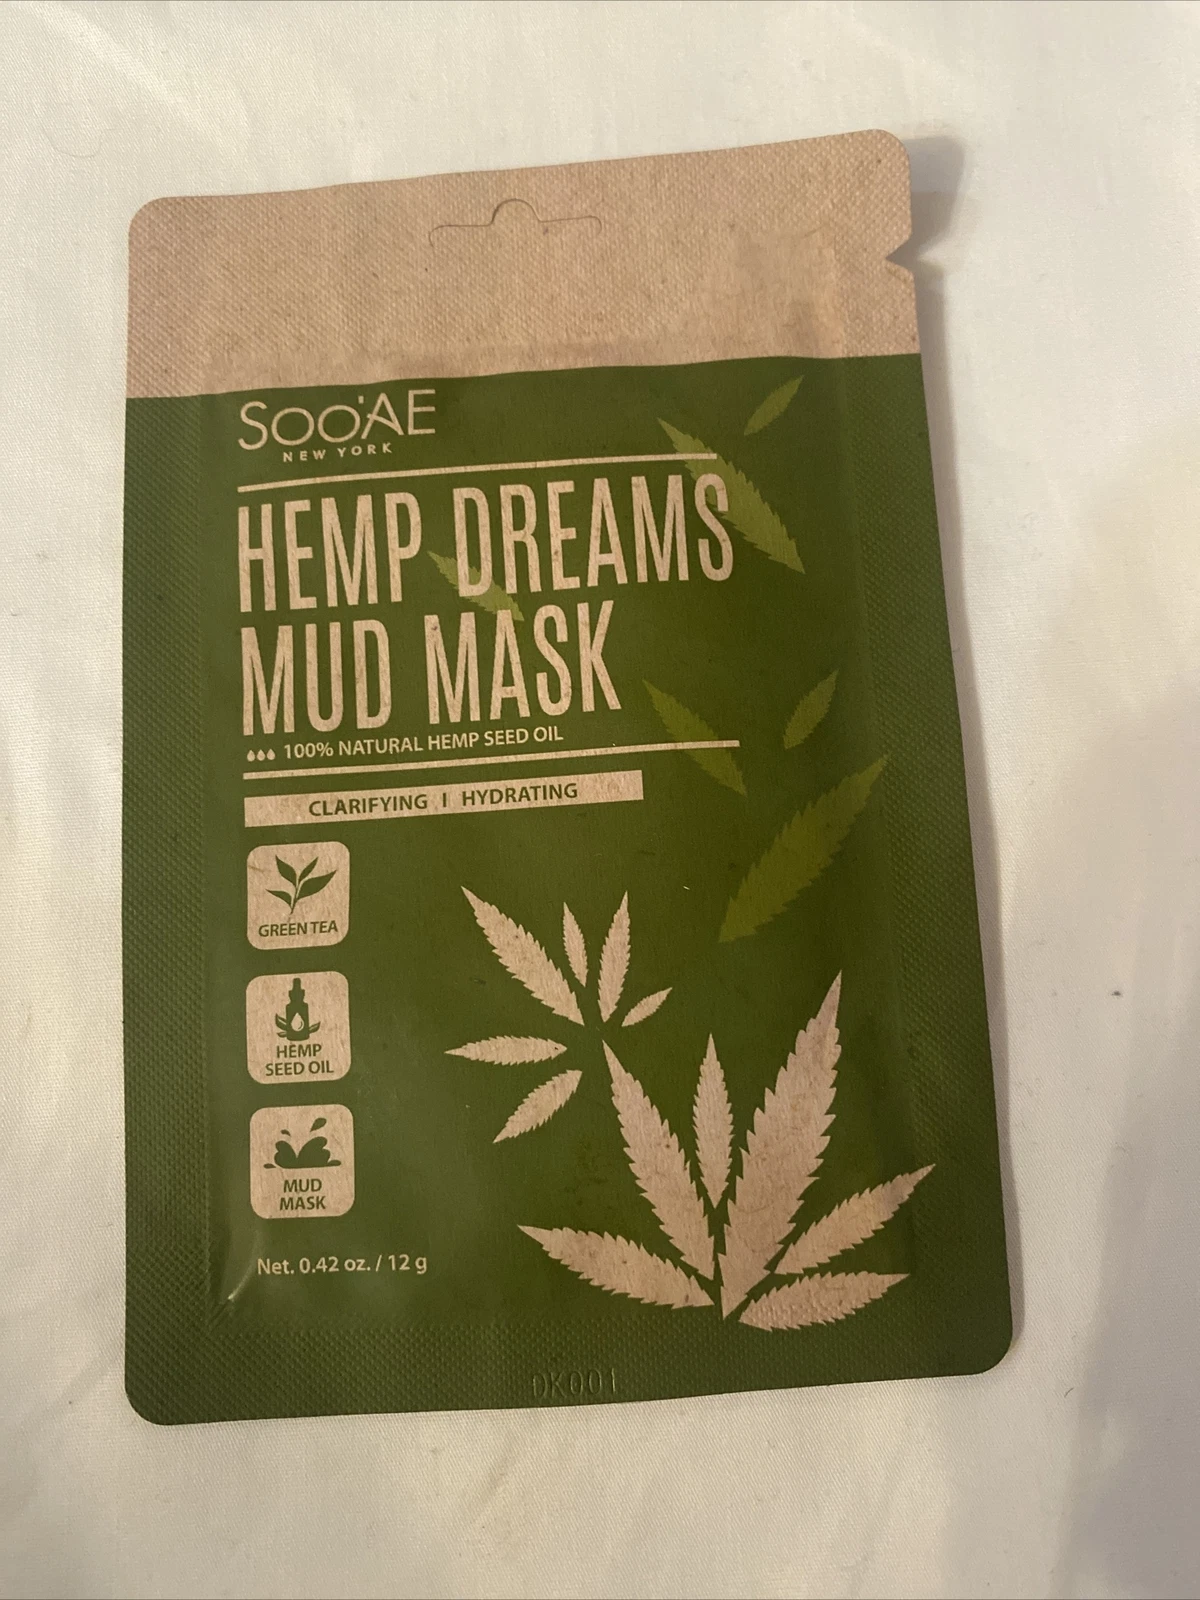 SOO'AE
NEW YORK
HEMP DREAMS
MUD MASK
100% NATURAL HEMP SEED OIL
CLARIFYING | HYDRATING
GREEN TEA
HEMP
SEED OIL
MUD
MASK
Net. 0.42 oz. / 12 g
OK001